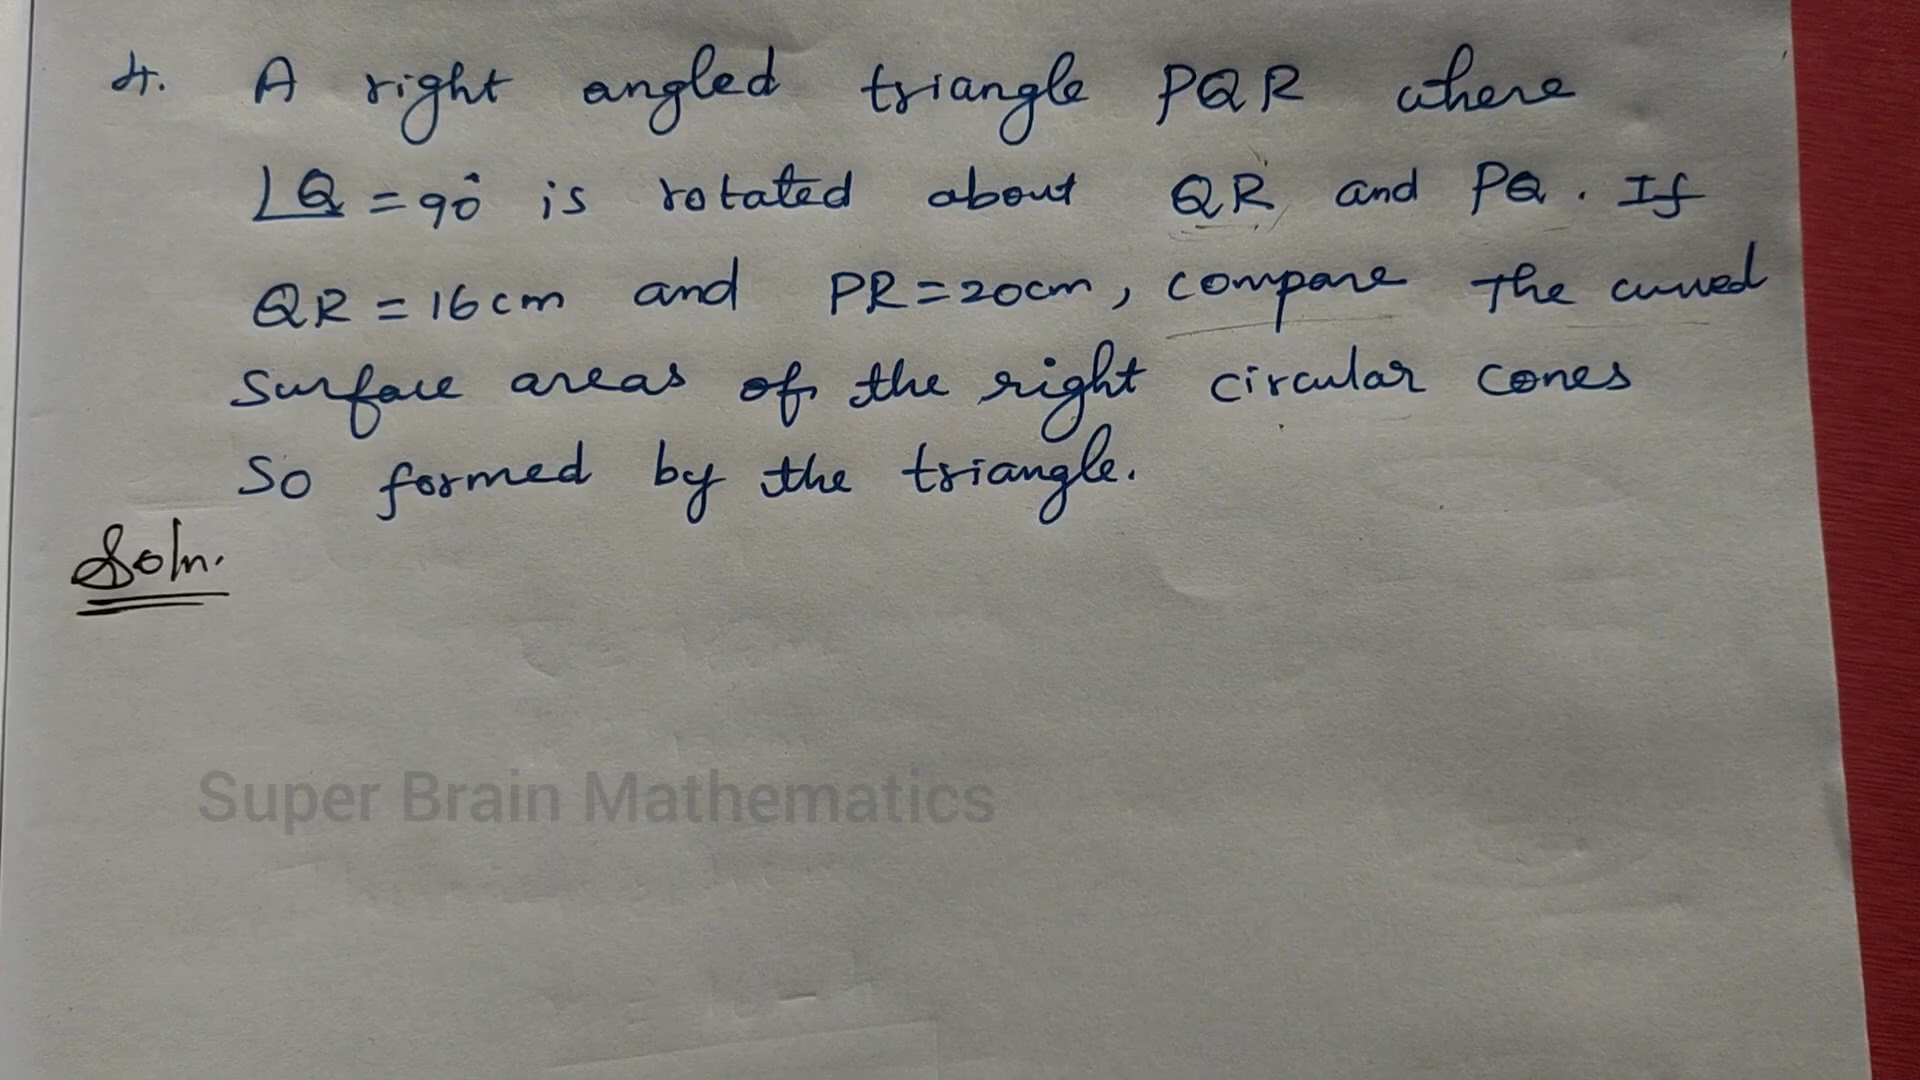 4. A right angled triangle PQR where
∠Q = 90° is rotated about QR and PQ. If
QR = 16cm and PR = 20cm, compare the curved
surface areas of the right circular cones
so formed by the triangle.
Soln.
Super Brain Mathematics